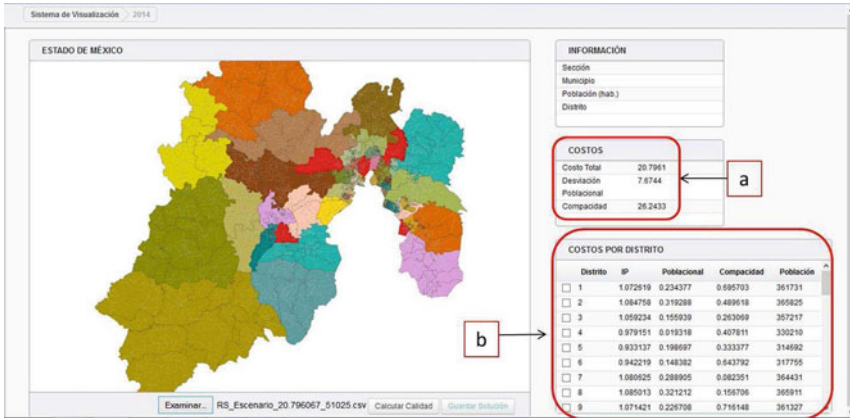 Sistema de Visualización 2014
ESTADO DE MÉXICO
Examinar... RS_Escenario_20.796067_51025.csv Calcular Calidad Guardar Solución
INFORMACIÓN
Sección
Municipio
Población (hab.)
Distrito
COSTOS
Costo Total 20.7961
Desviación 7.6744
Poblacional
Compacidad 26.2433
a
COSTOS POR DISTRITO
Distrito IP Poblacional Compacidad Población
1 1.072619 0.234377 0.695703 361731
2 1.084758 0.319288 0.489618 365825
3 1.059234 0.155939 0.263069 357217
4 0.979151 0.019318 0.407811 330210
5 0.933137 0.198697 0.333377 314692
6 0.942219 0.148382 0.643792 317755
7 1.080625 0.288905 0.082351 364431
8 1.085013 0.321212 0.156706 365911
9 1.071421 0.226708 0.716148 361327
b